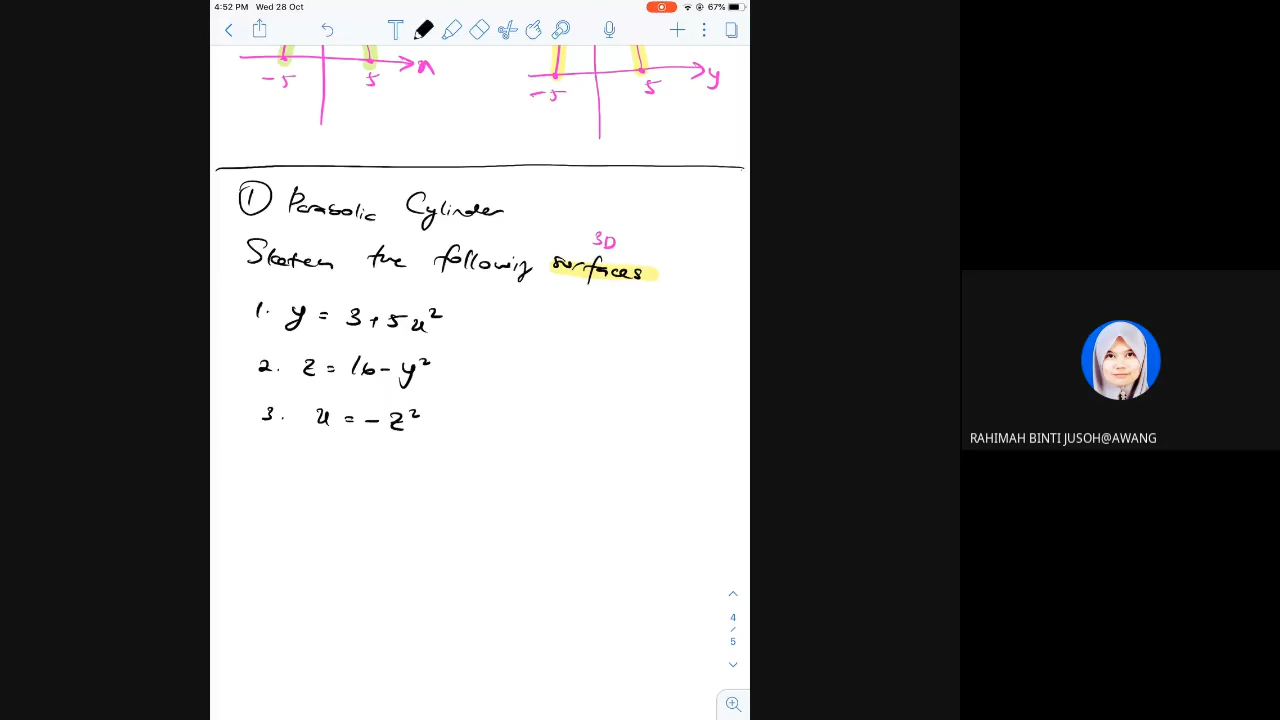 4:52 PM Wed 28 Oct 67%
-5 5 x
-5 5 y
① Parabolic Cylinder
3D
Sketch the following surfaces
1. y = 3 + 5x²
2. z = 16 - y²
3. x = - z²
4
/
5
RAHIMAH BINTI JUSOH@AWANG